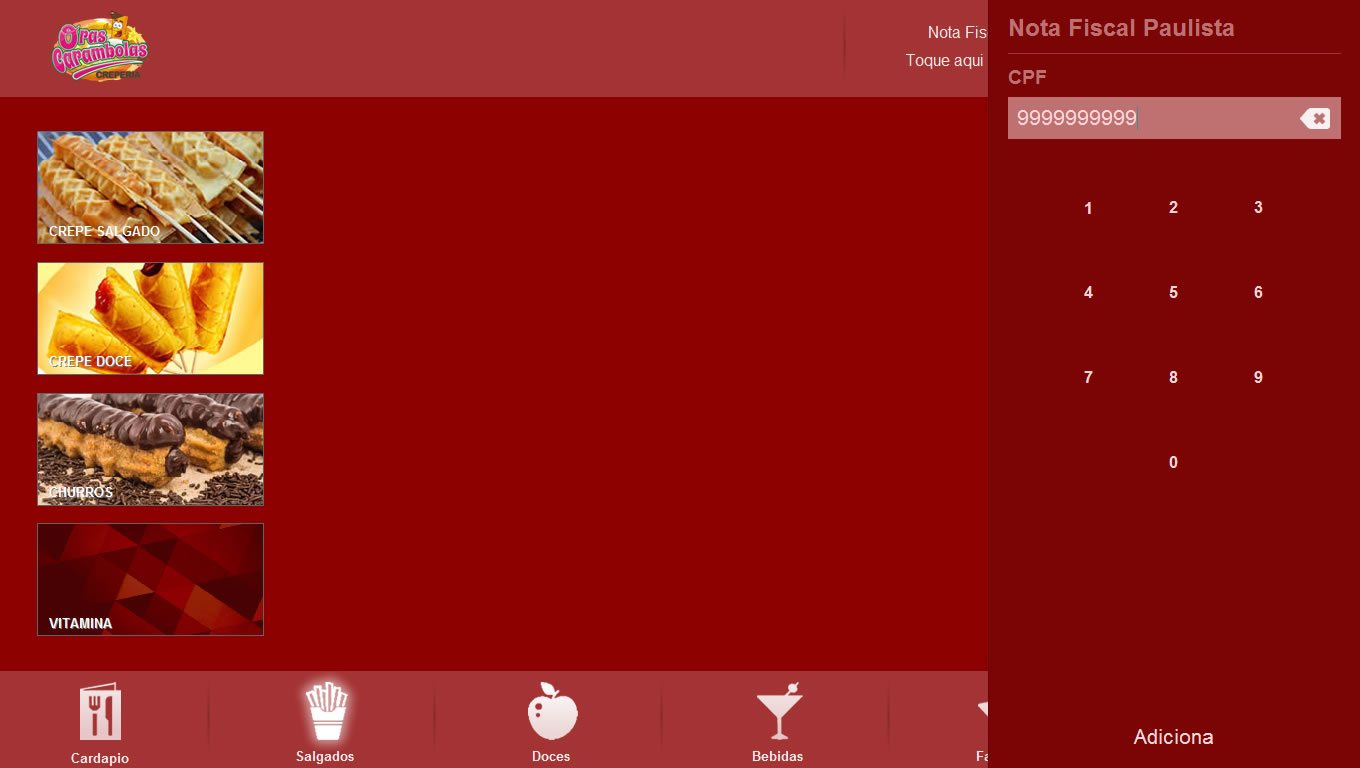 O'ras
Carambolas
CREPERIA
Nota Fis
Toque aqui
CREPE SALGADO
CREPE DOCE
CHURROS
VITAMINA
Cardapio
Salgados
Doces
Bebidas
Fa
Nota Fiscal Paulista
CPF
9999999999
1 2 3
4 5 6
7 8 9
0
Adiciona